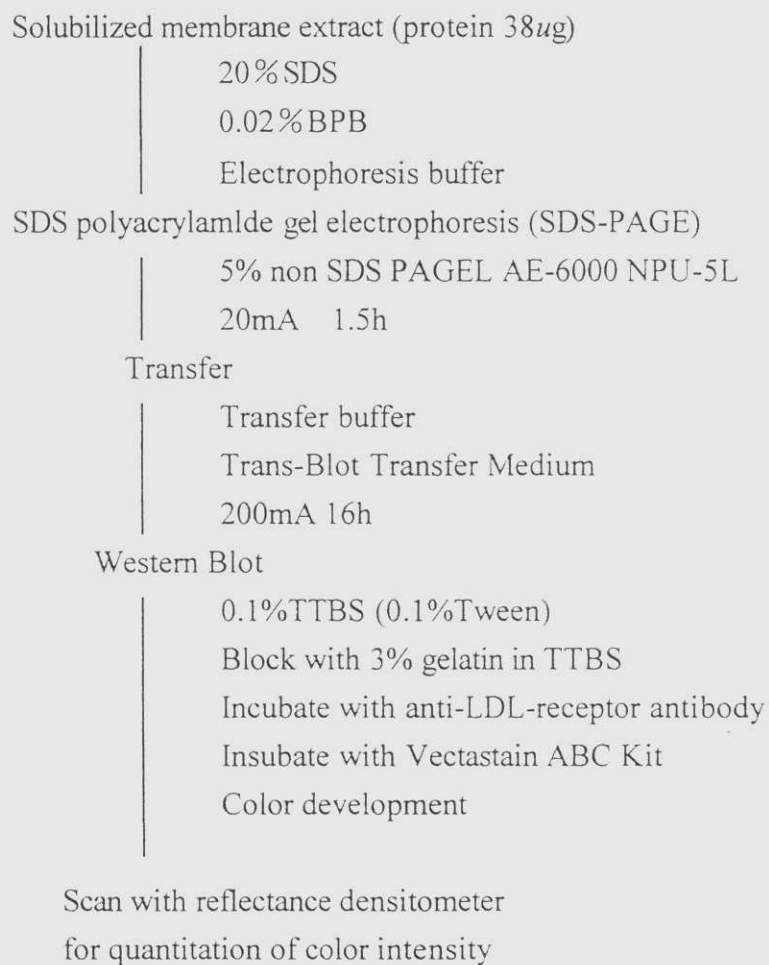 Solubilized membrane extract (protein 38ug)
20%SDS
0.02%BPB
Electrophoresis buffer
SDS polyacrylamlde gel electrophoresis (SDS-PAGE)
5% non SDS PAGEL AE-6000 NPU-5L
20mA 1.5h
Transfer
Transfer buffer
Trans-Blot Transfer Medium
200mA 16h
Western Blot
0.1%TTBS (0.1%Tween)
Block with 3% gelatin in TTBS
Incubate with anti-LDL-receptor antibody
Insubate with Vectastain ABC Kit
Color development
Scan with reflectance densitometer
for quantitation of color intensity